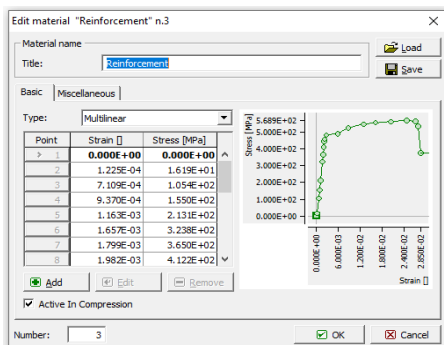 Edit material "Reinforcement" n.3
Material name
Title: Reinforcement
Load
Save
Basic Miscellaneous
Type: Multilinear
Point Strain [] Stress [MPa]
> 1 0.000E+00 0.000E+00
2 1.225E-04 1.619E+01
3 7.109E-04 1.054E+02
4 9.370E-04 1.550E+02
5 1.163E-03 2.131E+02
6 1.657E-03 3.238E+02
7 1.799E-03 3.650E+02
8 1.982E-03 4.122E+02
Add Edit Remove
Active In Compression
Stress [MPa]
5.689E+02
5.000E+02
4.000E+02
3.000E+02
2.000E+02
1.000E+02
0.000E+00
0.000E+00
6.000E-03
1.200E-02
1.800E-02
2.400E-02
2.850E-02
Strain []
Number: 3
OK Cancel